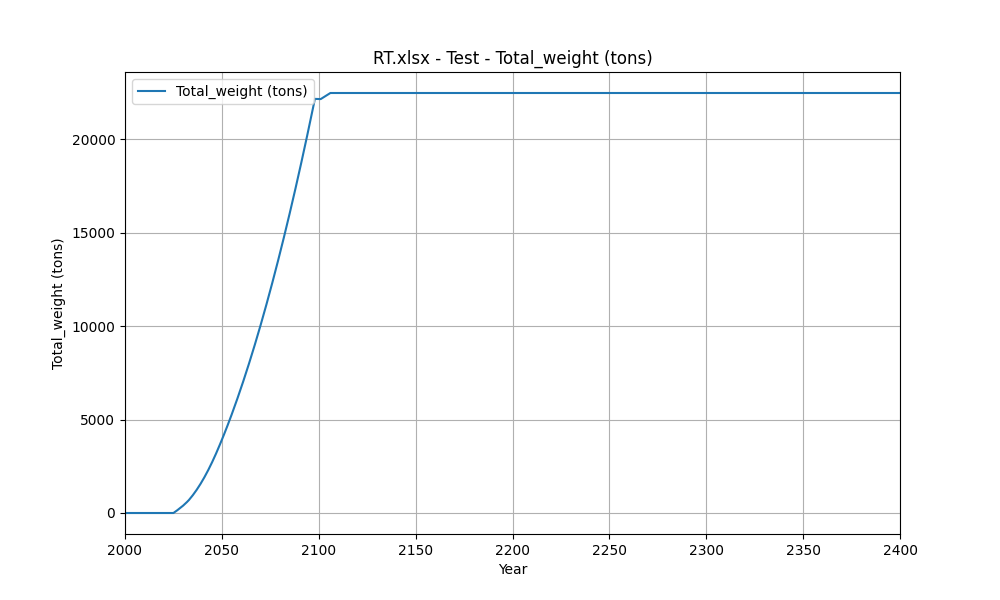 RT.xlsx - Test - Total_weight (tons)
Total_weight (tons)
20000
15000
10000
5000
0
Total_weight (tons)
2000 2050 2100 2150 2200 2250 2300 2350 2400
Year